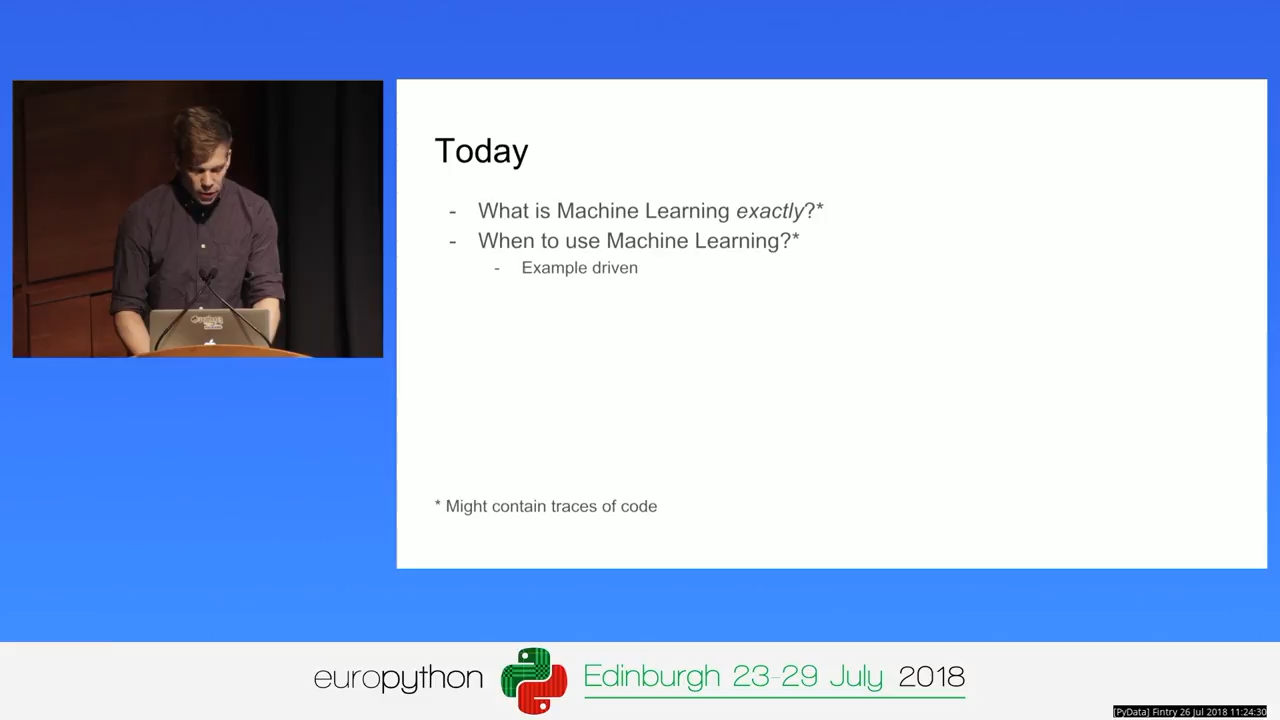 Today
- What is Machine Learning exactly?*
- When to use Machine Learning?*
- Example driven
* Might contain traces of code
europython Edinburgh 23-29 July 2018
[PyData] Fintry 26 Jul 2018 11:24:30